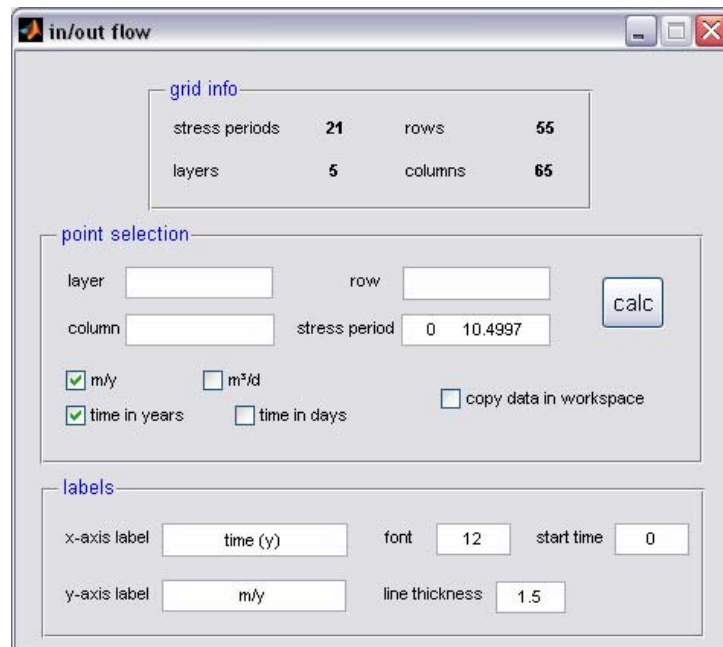 in/out flow
grid info
stress periods 21 rows 55
layers 5 columns 65
point selection
layer row
calc
column stress period 0 10.4997
m/y m³/d
copy data in workspace
time in years time in days
labels
x-axis label time (y) font 12 start time 0
y-axis label m/y line thickness 1.5